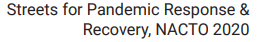 Streets for Pandemic Response &
Recovery, NACTO 2020